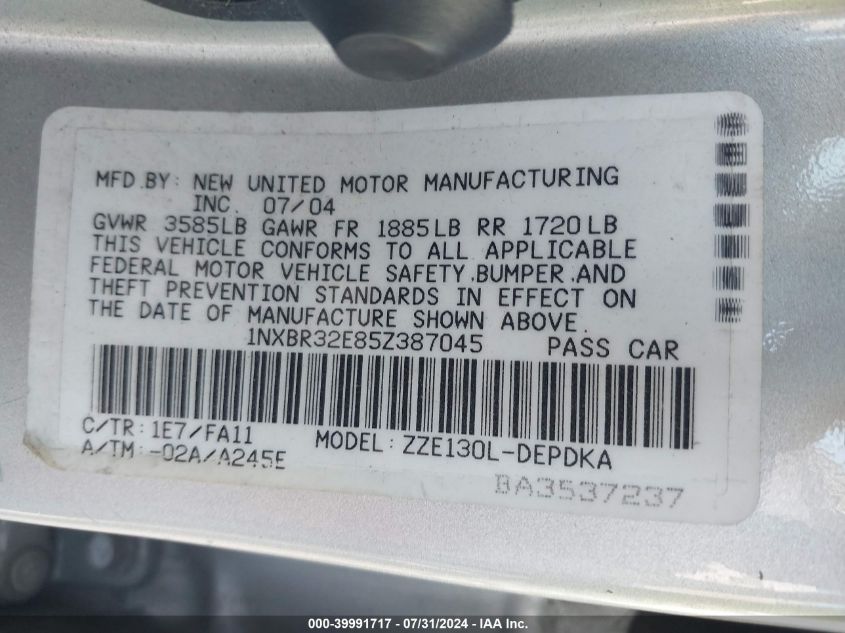 MFD.BY: NEW UNITED MOTOR MANUFACTURING
INC. 07/04
GVWR 3585LB GAWR FR 1885LB RR 1720LB
THIS VEHICLE CONFORMS TO ALL APPLICABLE
FEDERAL MOTOR VEHICLE SAFETY,BUMPER,AND
THEFT PREVENTION STANDARDS IN EFFECT ON
THE DATE OF MANUFACTURE SHOWN ABOVE.
1NXBR32E85Z387045 PASS CAR
C/TR: 1E7/FA11 MODEL: ZZE130L-DEPDKA
A/TM: -02A/A245E
BA3537237
000-39991717 / 07/31/2024 - IAA Inc.